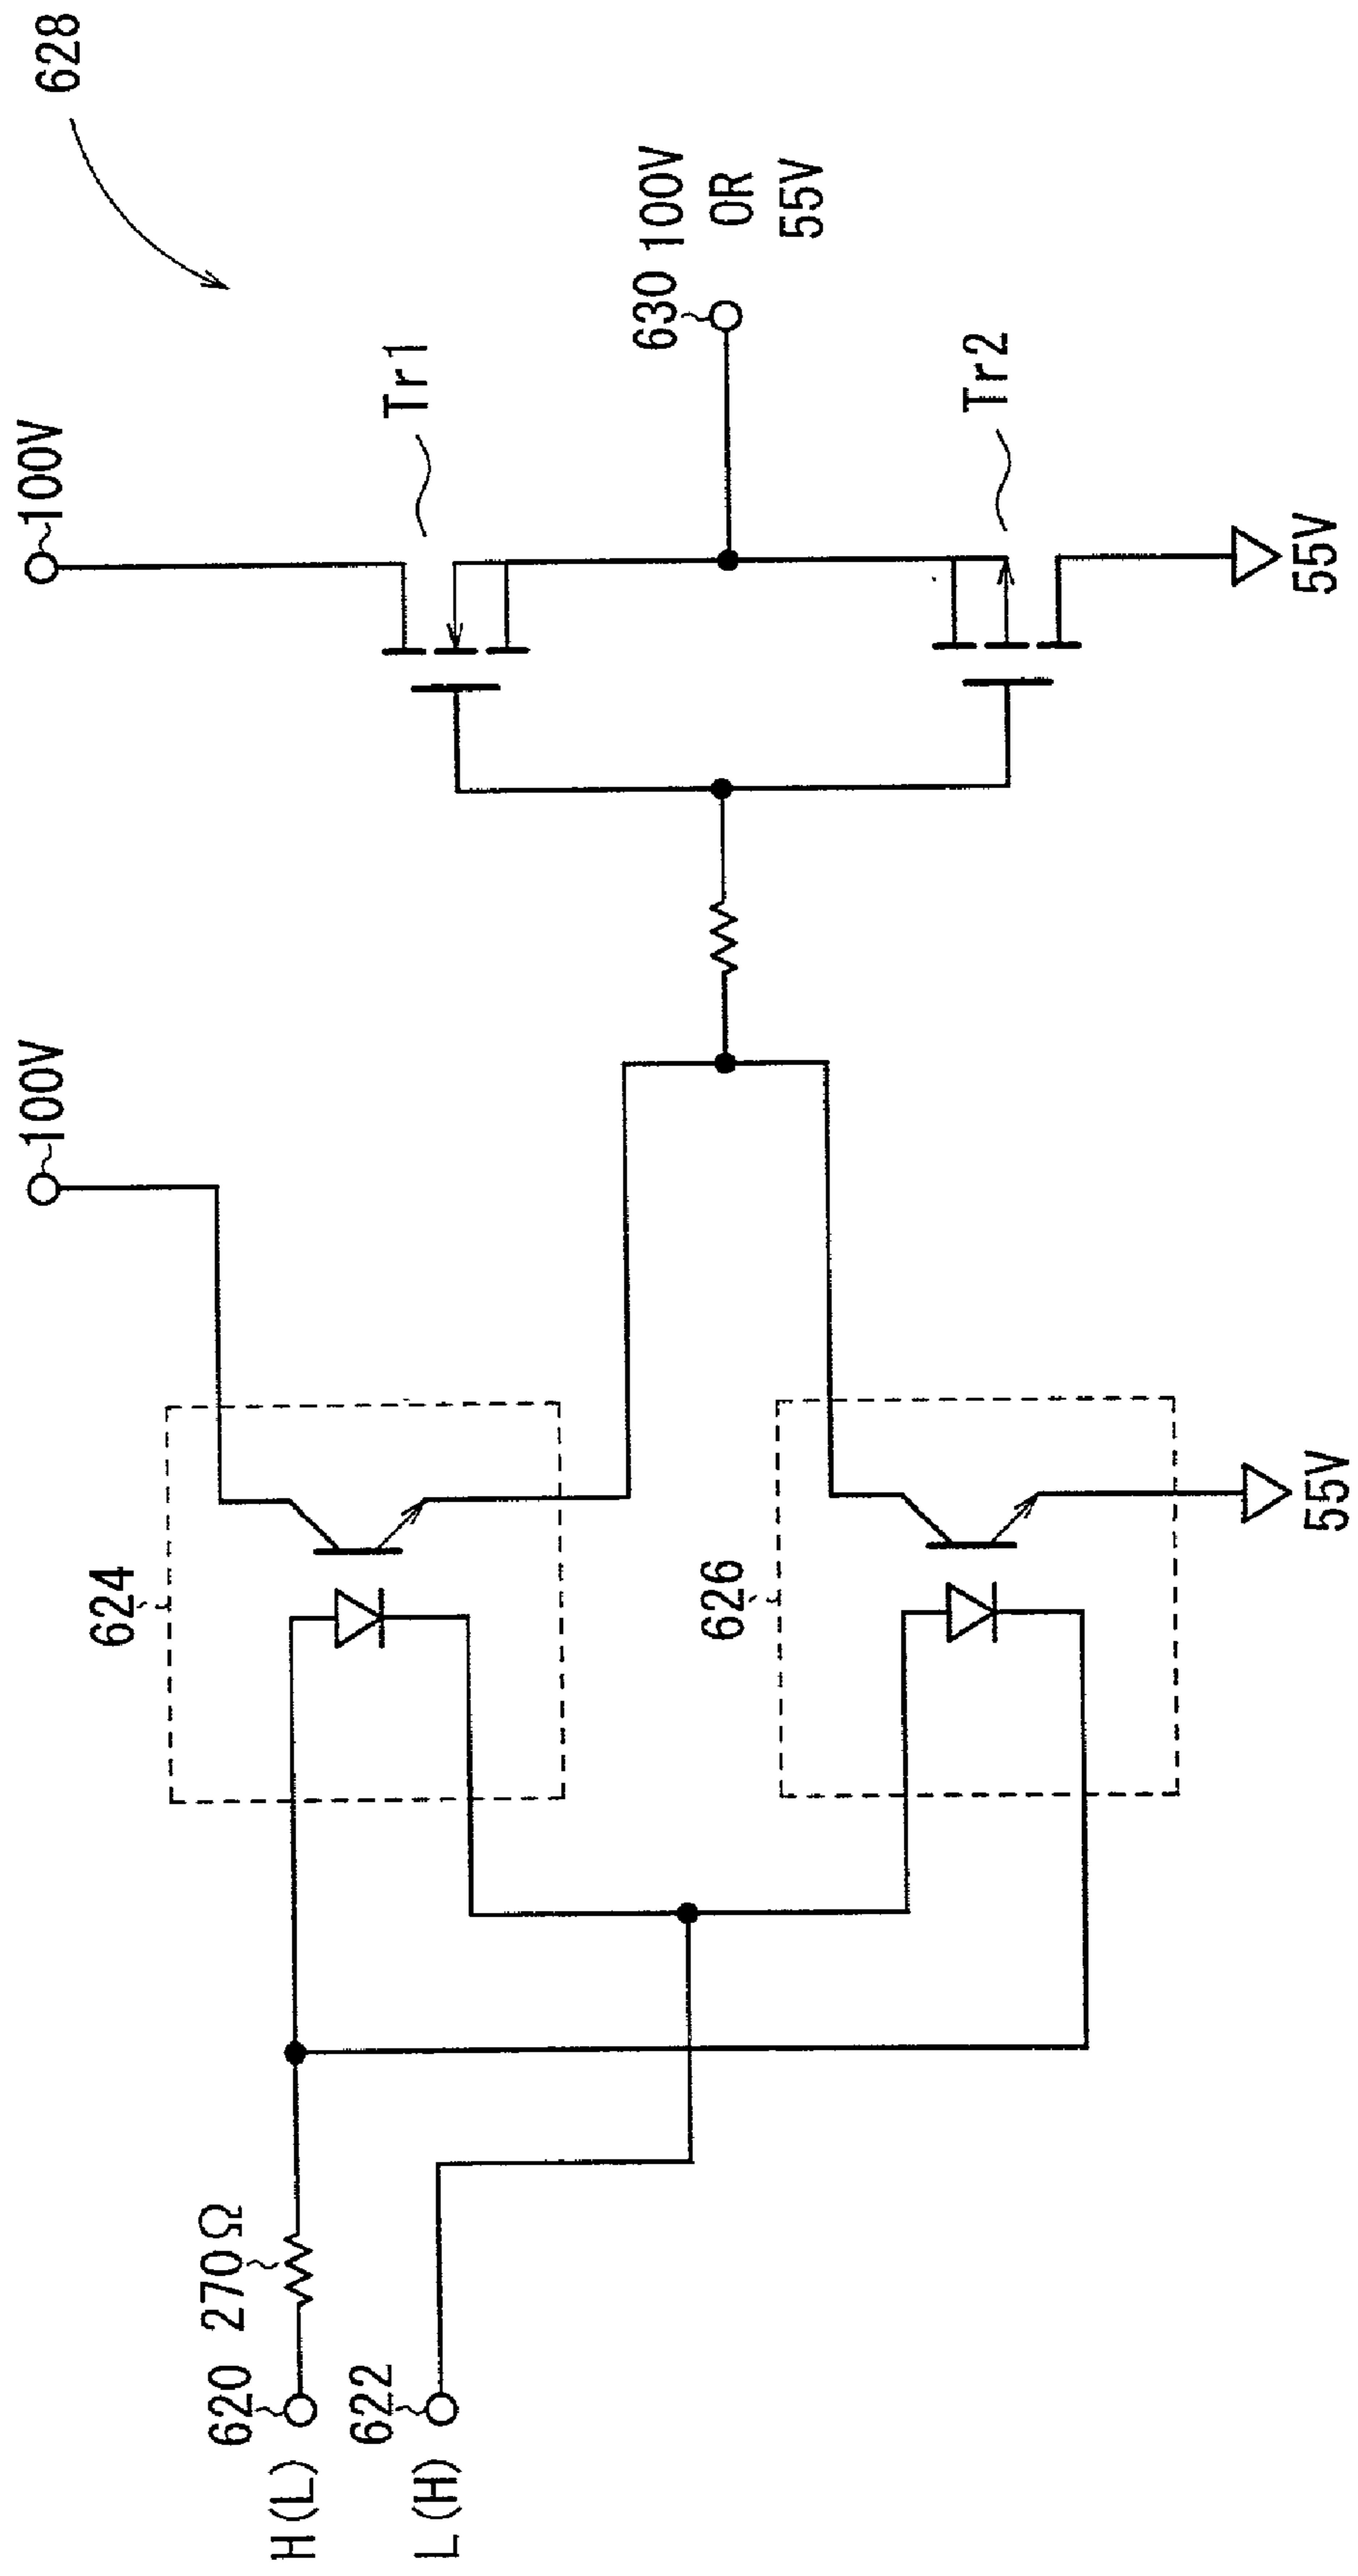 628
100V
100V
Tr1
630
100V
OR
55V
Tr2
55V
624
626
55V
620
270Ω
622
H(L)
L(H)